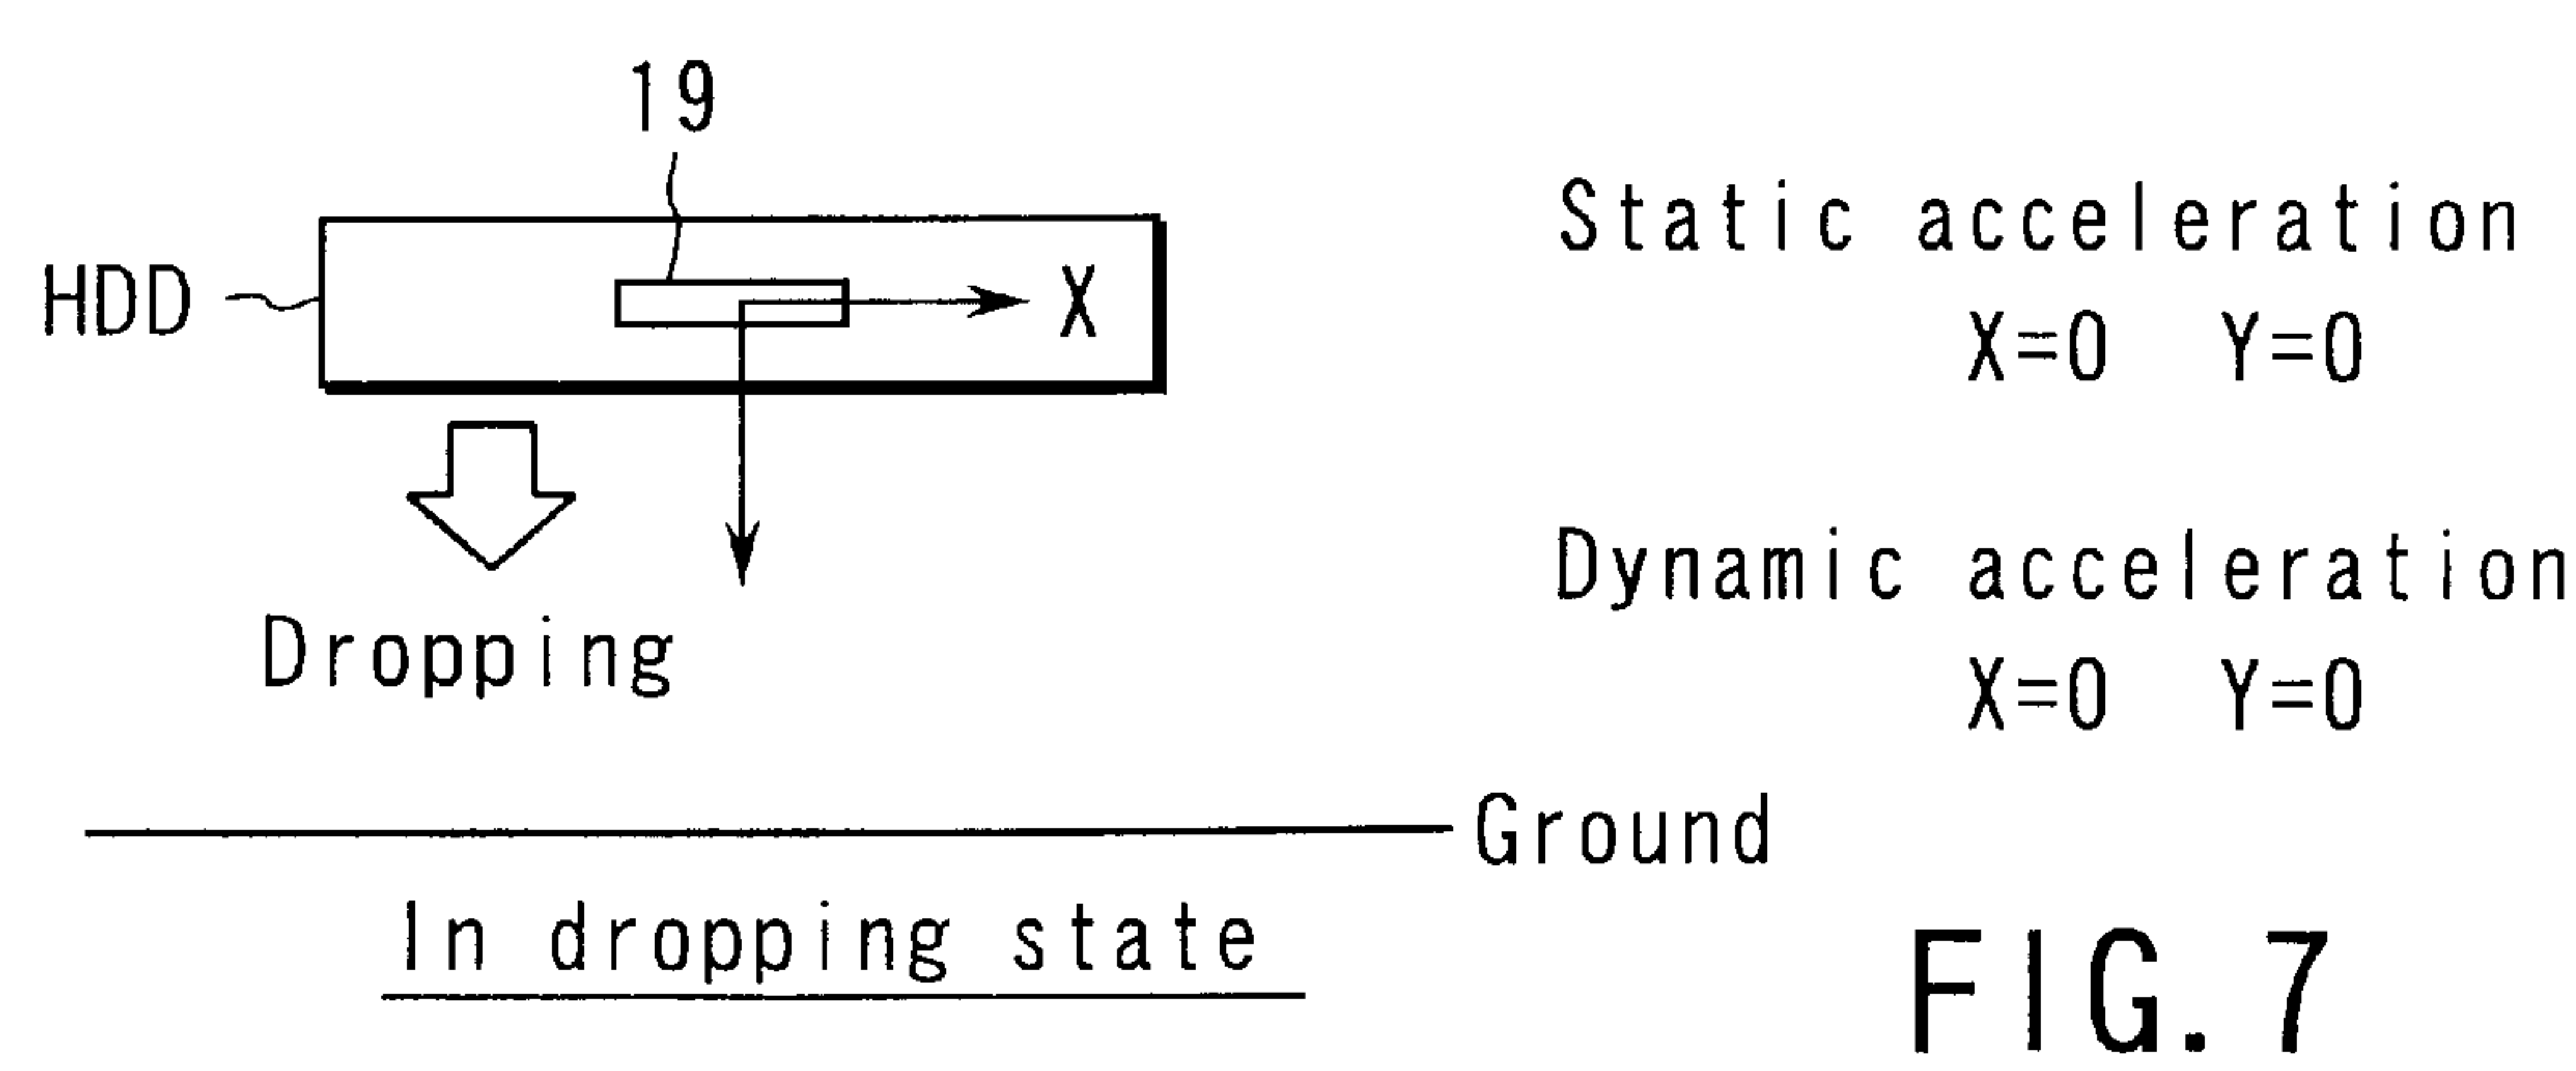 19
HDD
X
Static acceleration
X=0 Y=0
Dynamic acceleration
X=0 Y=0
Dropping
Ground
In dropping state
FIG. 7